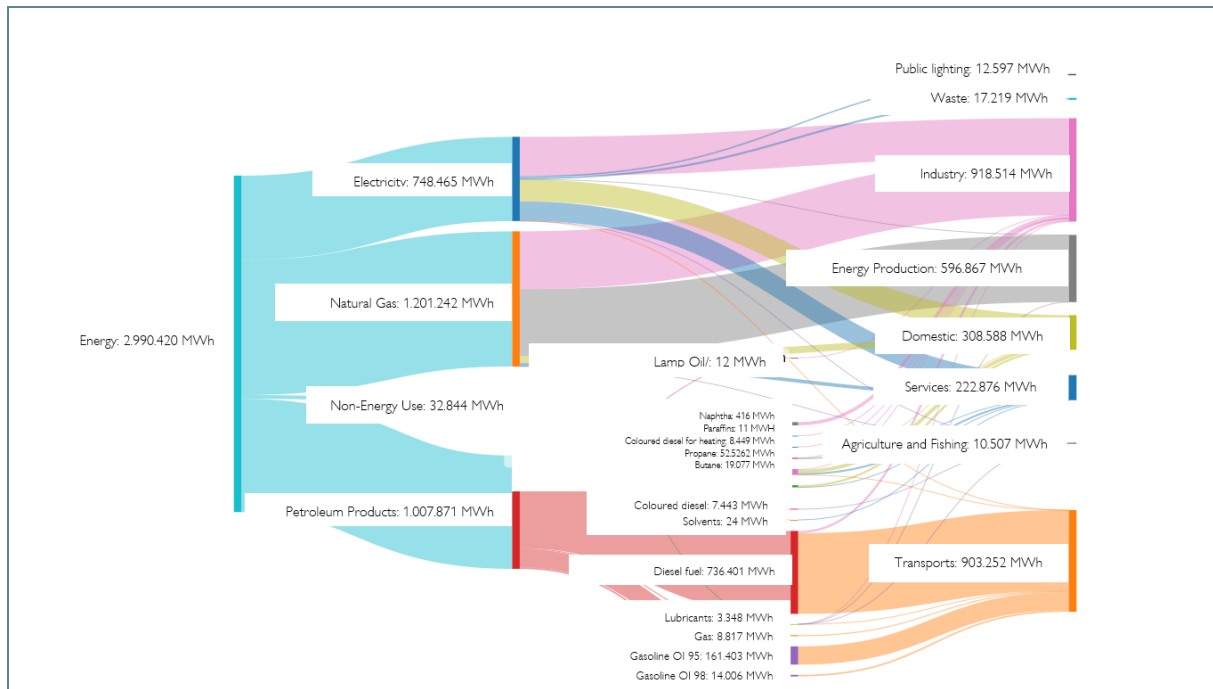 Public lighting: 12.597 MWh
Waste: 17.219 MWh
Industry: 918.514 MWh
Electricity: 748.465 MWh
Energy Production: 596.867 MWh
Natural Gas: 1.201.242 MWh
Domestic: 308.588 MWh
Energy: 2.990.420 MWh
Lamp Oil/: 12 MWh
Services: 222.876 MWh
Non-Energy Use: 32.844 MWh
Naphtha: 416 MWh
Paraffins: 11 MWH
Coloured diesel for heating: 8.449 MWh
Agriculture and Fishing: 10.507 MWh
Propane: 52.5262 MWh
Butane: 19.077 MWh
Coloured diesel: 7.443 MWh
Petroleum Products: 1.007.871 MWh
Solvents: 24 MWh
Transports: 903.252 MWh
Diesel fuel: 736.401 MWh
Lubricants: 3.348 MWh
Gas: 8.817 MWh
Gasoline OI 95: 161.403 MWh
Gasoline OI 98: 14.006 MWh